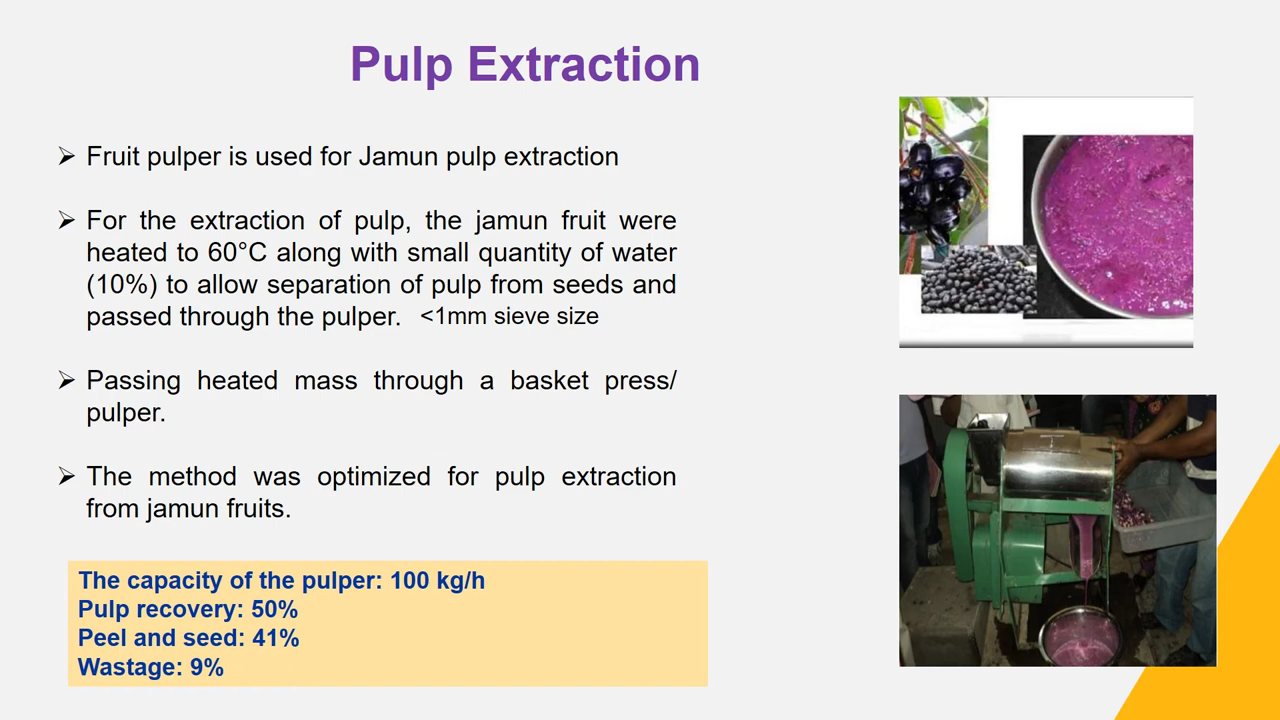 Pulp Extraction
➢ Fruit pulper is used for Jamun pulp extraction
➢ For the extraction of pulp, the jamun fruit were
heated to 60°C along with small quantity of water
(10%) to allow separation of pulp from seeds and
passed through the pulper. <1mm sieve size
➢ Passing heated mass through a basket press/
pulper.
➢ The method was optimized for pulp extraction
from jamun fruits.
The capacity of the pulper: 100 kg/h
Pulp recovery: 50%
Peel and seed: 41%
Wastage: 9%